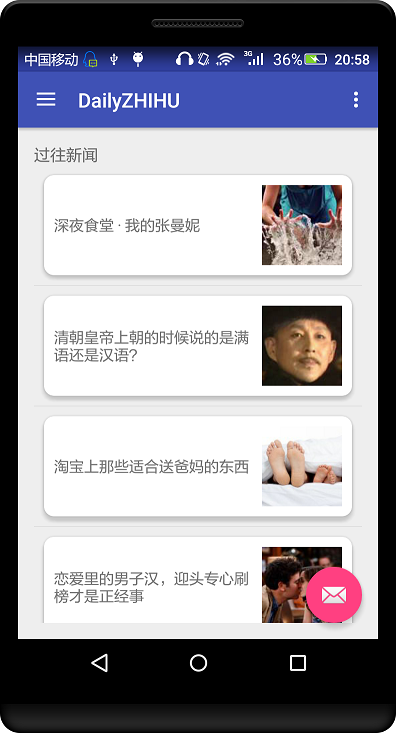 中国移动 3G 36% 20:58
DailyZHIHU
过往新闻
深夜食堂 · 我的张曼妮
清朝皇帝上朝的时候说的是满
语还是汉语？
淘宝上那些适合送爸妈的东西
恋爱里的男子汉，迎头专心刷
榜才是正经事